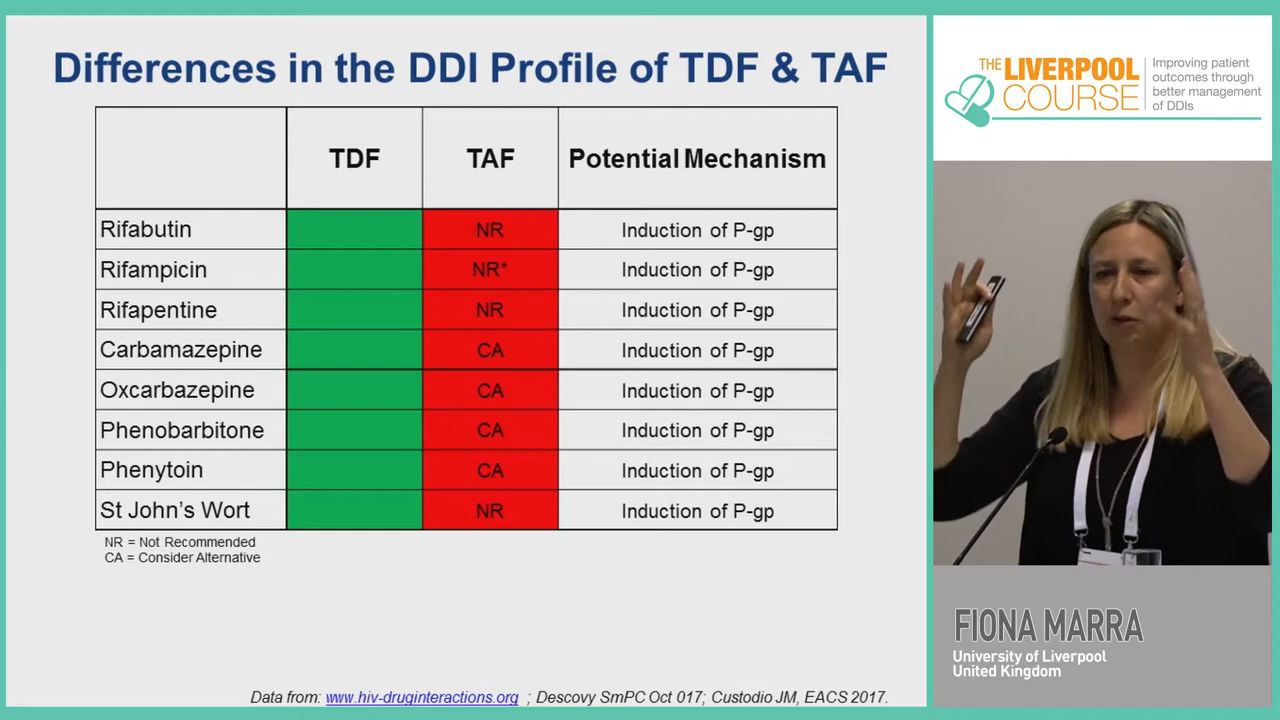 Differences in the DDI Profile of TDF & TAF
TDF TAF Potential Mechanism
Rifabutin NR Induction of P-gp
Rifampicin NR* Induction of P-gp
Rifapentine NR Induction of P-gp
Carbamazepine CA Induction of P-gp
Oxcarbazepine CA Induction of P-gp
Phenobarbitone CA Induction of P-gp
Phenytoin CA Induction of P-gp
St John's Wort NR Induction of P-gp
NR = Not Recommended
CA = Consider Alternative
Data from: www.hiv-druginteractions.org ; Descovy SmPC Oct 017; Custodio JM, EACS 2017.
THE LIVERPOOL
COURSE
Improving patient
outcomes through
better management
of DDIs
FIONA MARRA
University of Liverpool
United Kingdom